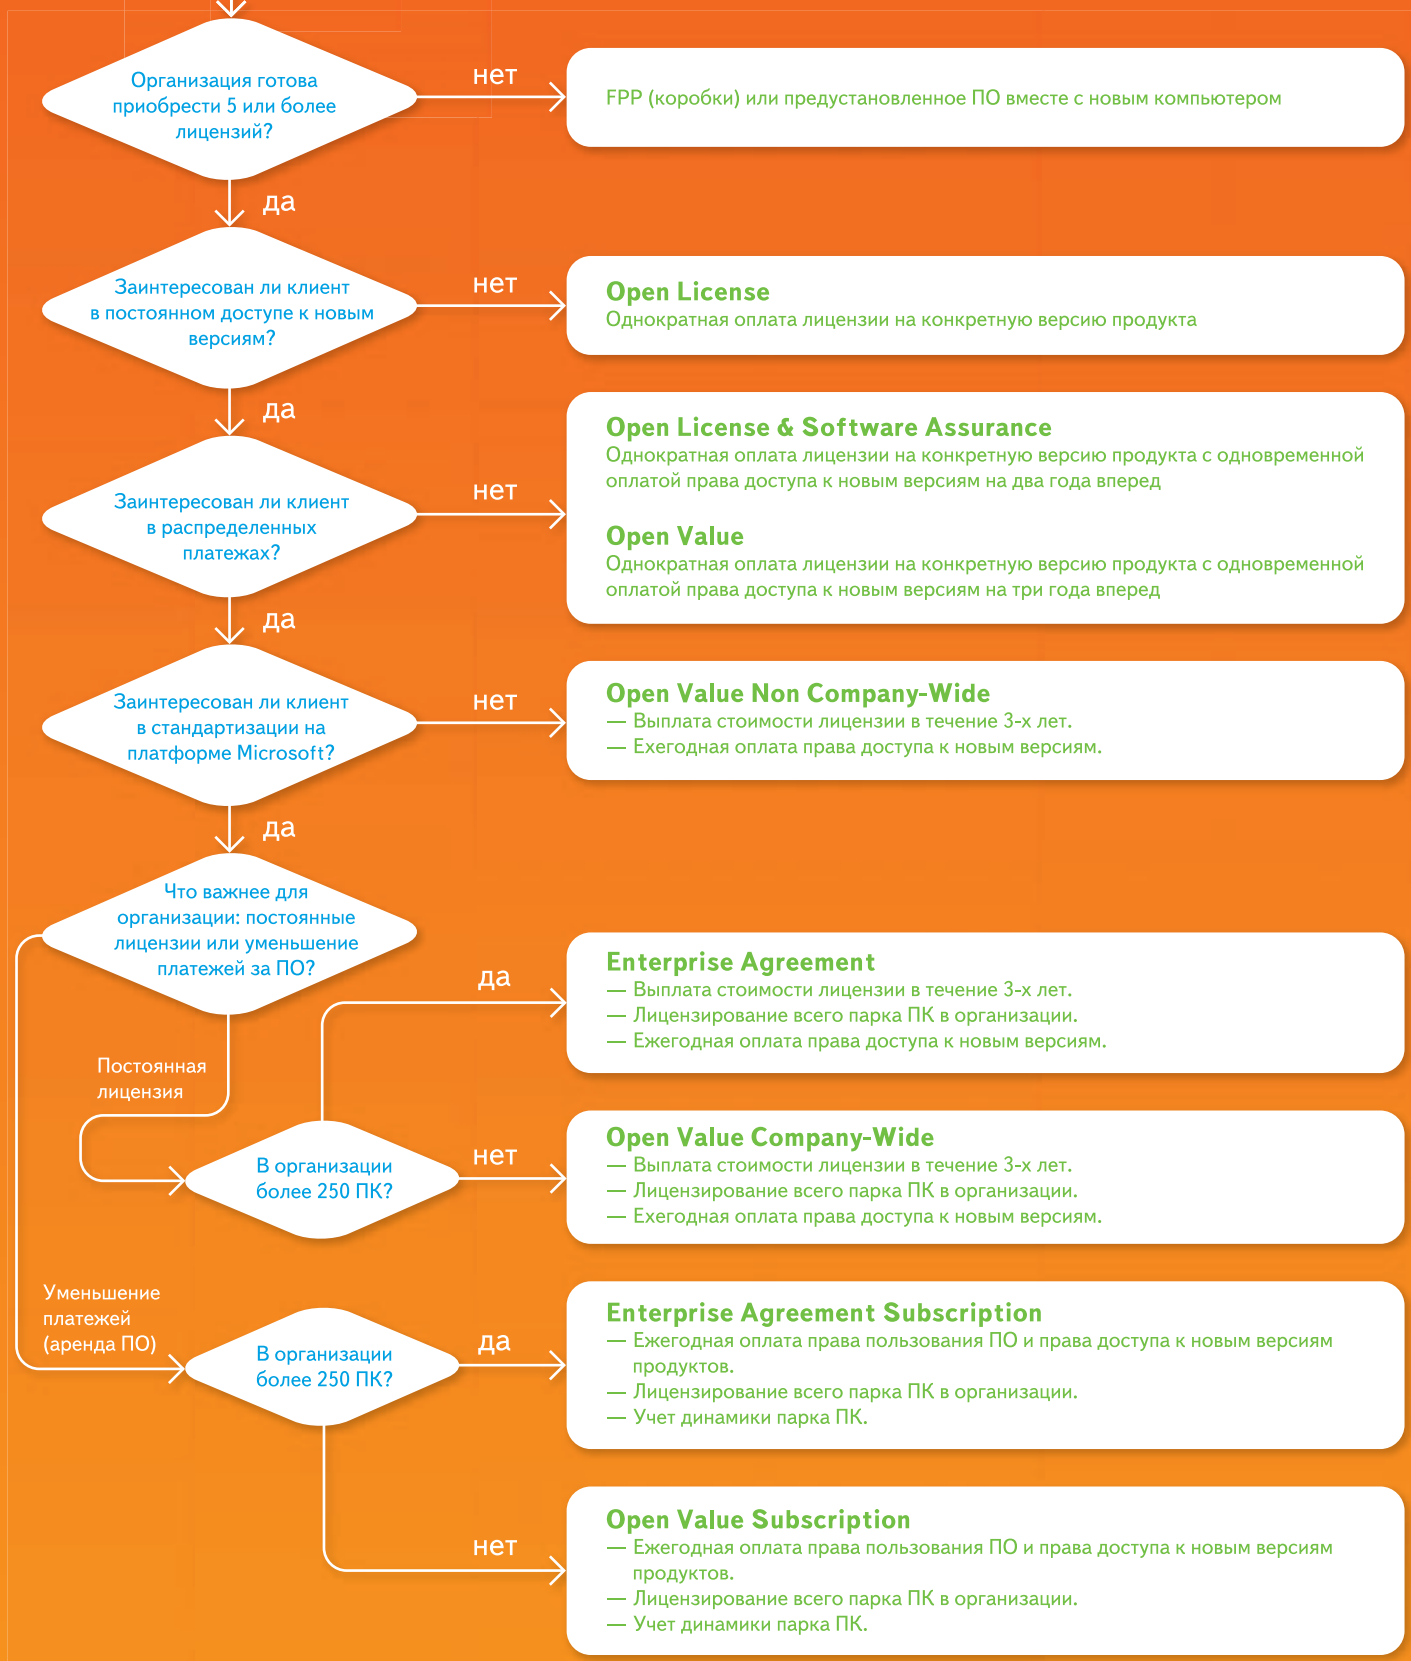 Организация готова
приобрести 5 или более
лицензий?
нет
FPP (коробки) или предустановленное ПО вместе с новым компьютером
да
Заинтересован ли клиент
в постоянном доступе к новым
версиям?
нет
Open License
Однократная оплата лицензии на конкретную версию продукта
да
Заинтересован ли клиент
в распределенных
платежах?
нет
Open License & Software Assurance
Однократная оплата лицензии на конкретную версию продукта с одновременной
оплатой права доступа к новым версиям на два года вперед
Open Value
Однократная оплата лицензии на конкретную версию продукта с одновременной
оплатой права доступа к новым версиям на три года вперед
да
Заинтересован ли клиент
в стандартизации на
платформе Microsoft?
нет
Open Value Non Company-Wide
— Выплата стоимости лицензии в течение 3-х лет.
— Ехегодная оплата права доступа к новым версиям.
да
Что важнее для
организации: постоянные
лицензии или уменьшение
платежей за ПО?
да
Enterprise Agreement
— Выплата стоимости лицензии в течение 3-х лет.
— Лицензирование всего парка ПК в организации.
— Ежегодная оплата права доступа к новым версиям.
Постоянная
лицензия
В организации
более 250 ПК?
нет
Open Value Company-Wide
— Выплата стоимости лицензии в течение 3-х лет.
— Лицензирование всего парка ПК в организации.
— Ехегодная оплата права доступа к новым версиям.
Уменьшение
платежей
(аренда ПО)
В организации
более 250 ПК?
да
Enterprise Agreement Subscription
— Ежегодная оплата права пользования ПО и права доступа к новым версиям
продуктов.
— Лицензирование всего парка ПК в организации.
— Учет динамики парка ПК.
нет
Open Value Subscription
— Ежегодная оплата права пользования ПО и права доступа к новым версиям
продуктов.
— Лицензирование всего парка ПК в организации.
— Учет динамики парка ПК.